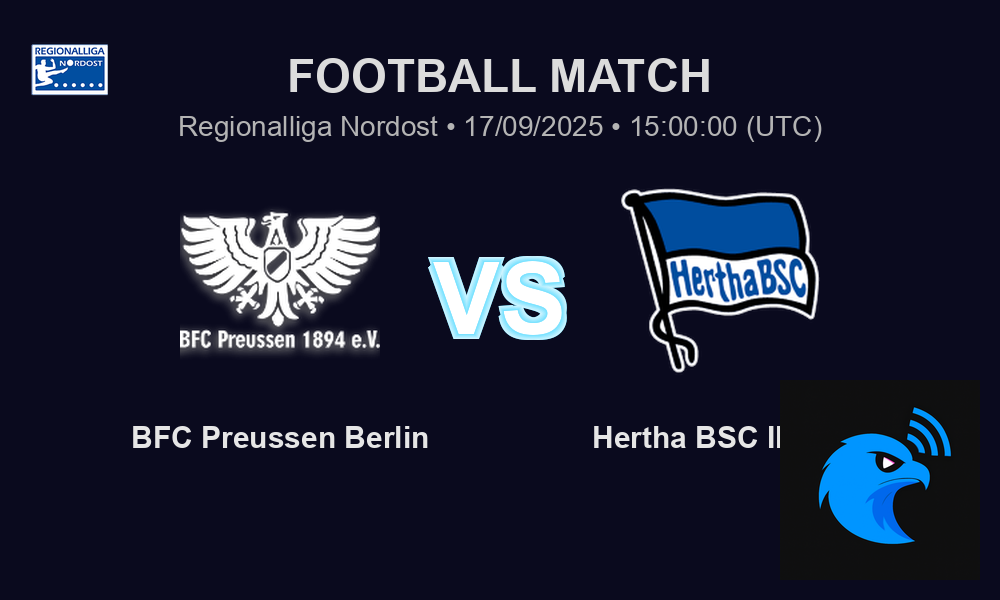 REGIONALLIGA
NORDOST
FOOTBALL MATCH
Regionalliga Nordost • 17/09/2025 • 15:00:00 (UTC)
BFC Preussen 1894 e.V.
VS
HerthaBSC
BFC Preussen Berlin
Hertha BSC II